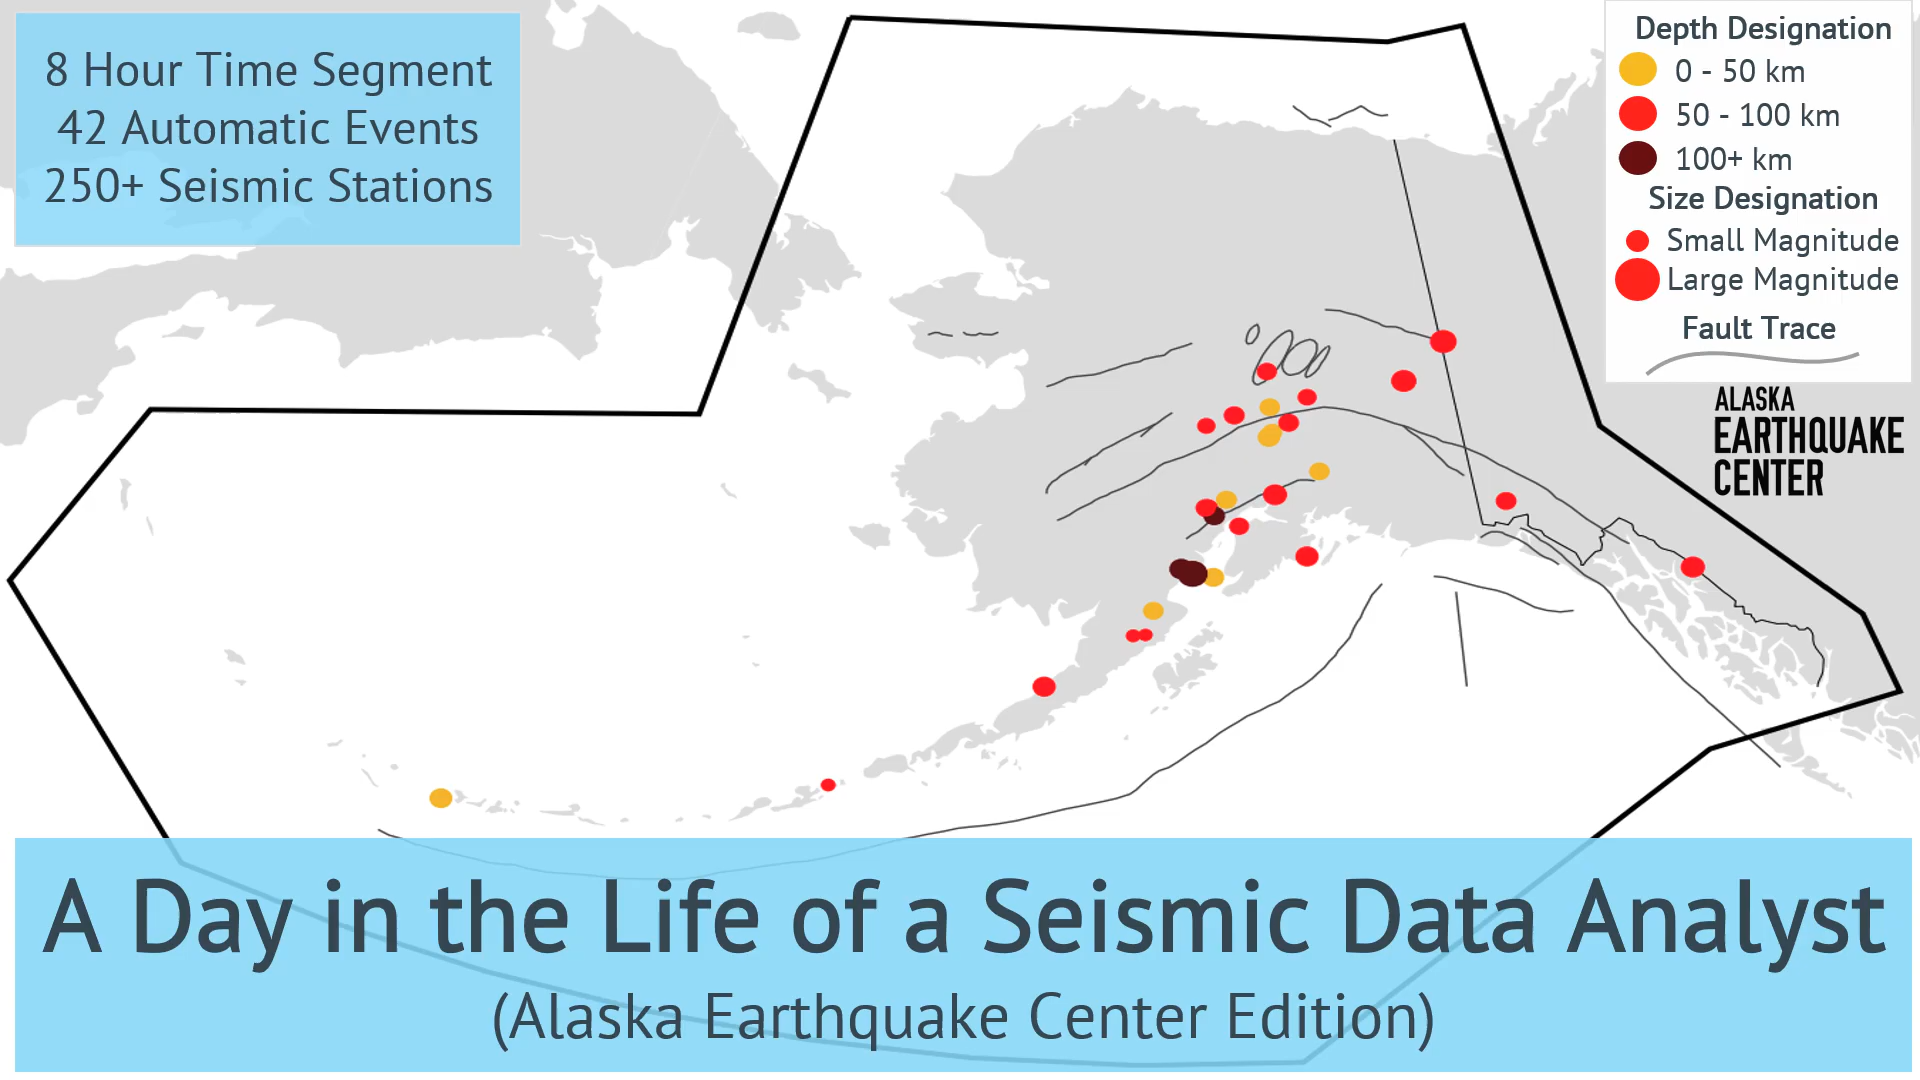 8 Hour Time Segment
42 Automatic Events
250+ Seismic Stations
Depth Designation
0 - 50 km
50 - 100 km
100+ km
Size Designation
Small Magnitude
Large Magnitude
Fault Trace
ALASKA
EARTHQUAKE
CENTER
A Day in the Life of a Seismic Data Analyst
(Alaska Earthquake Center Edition)